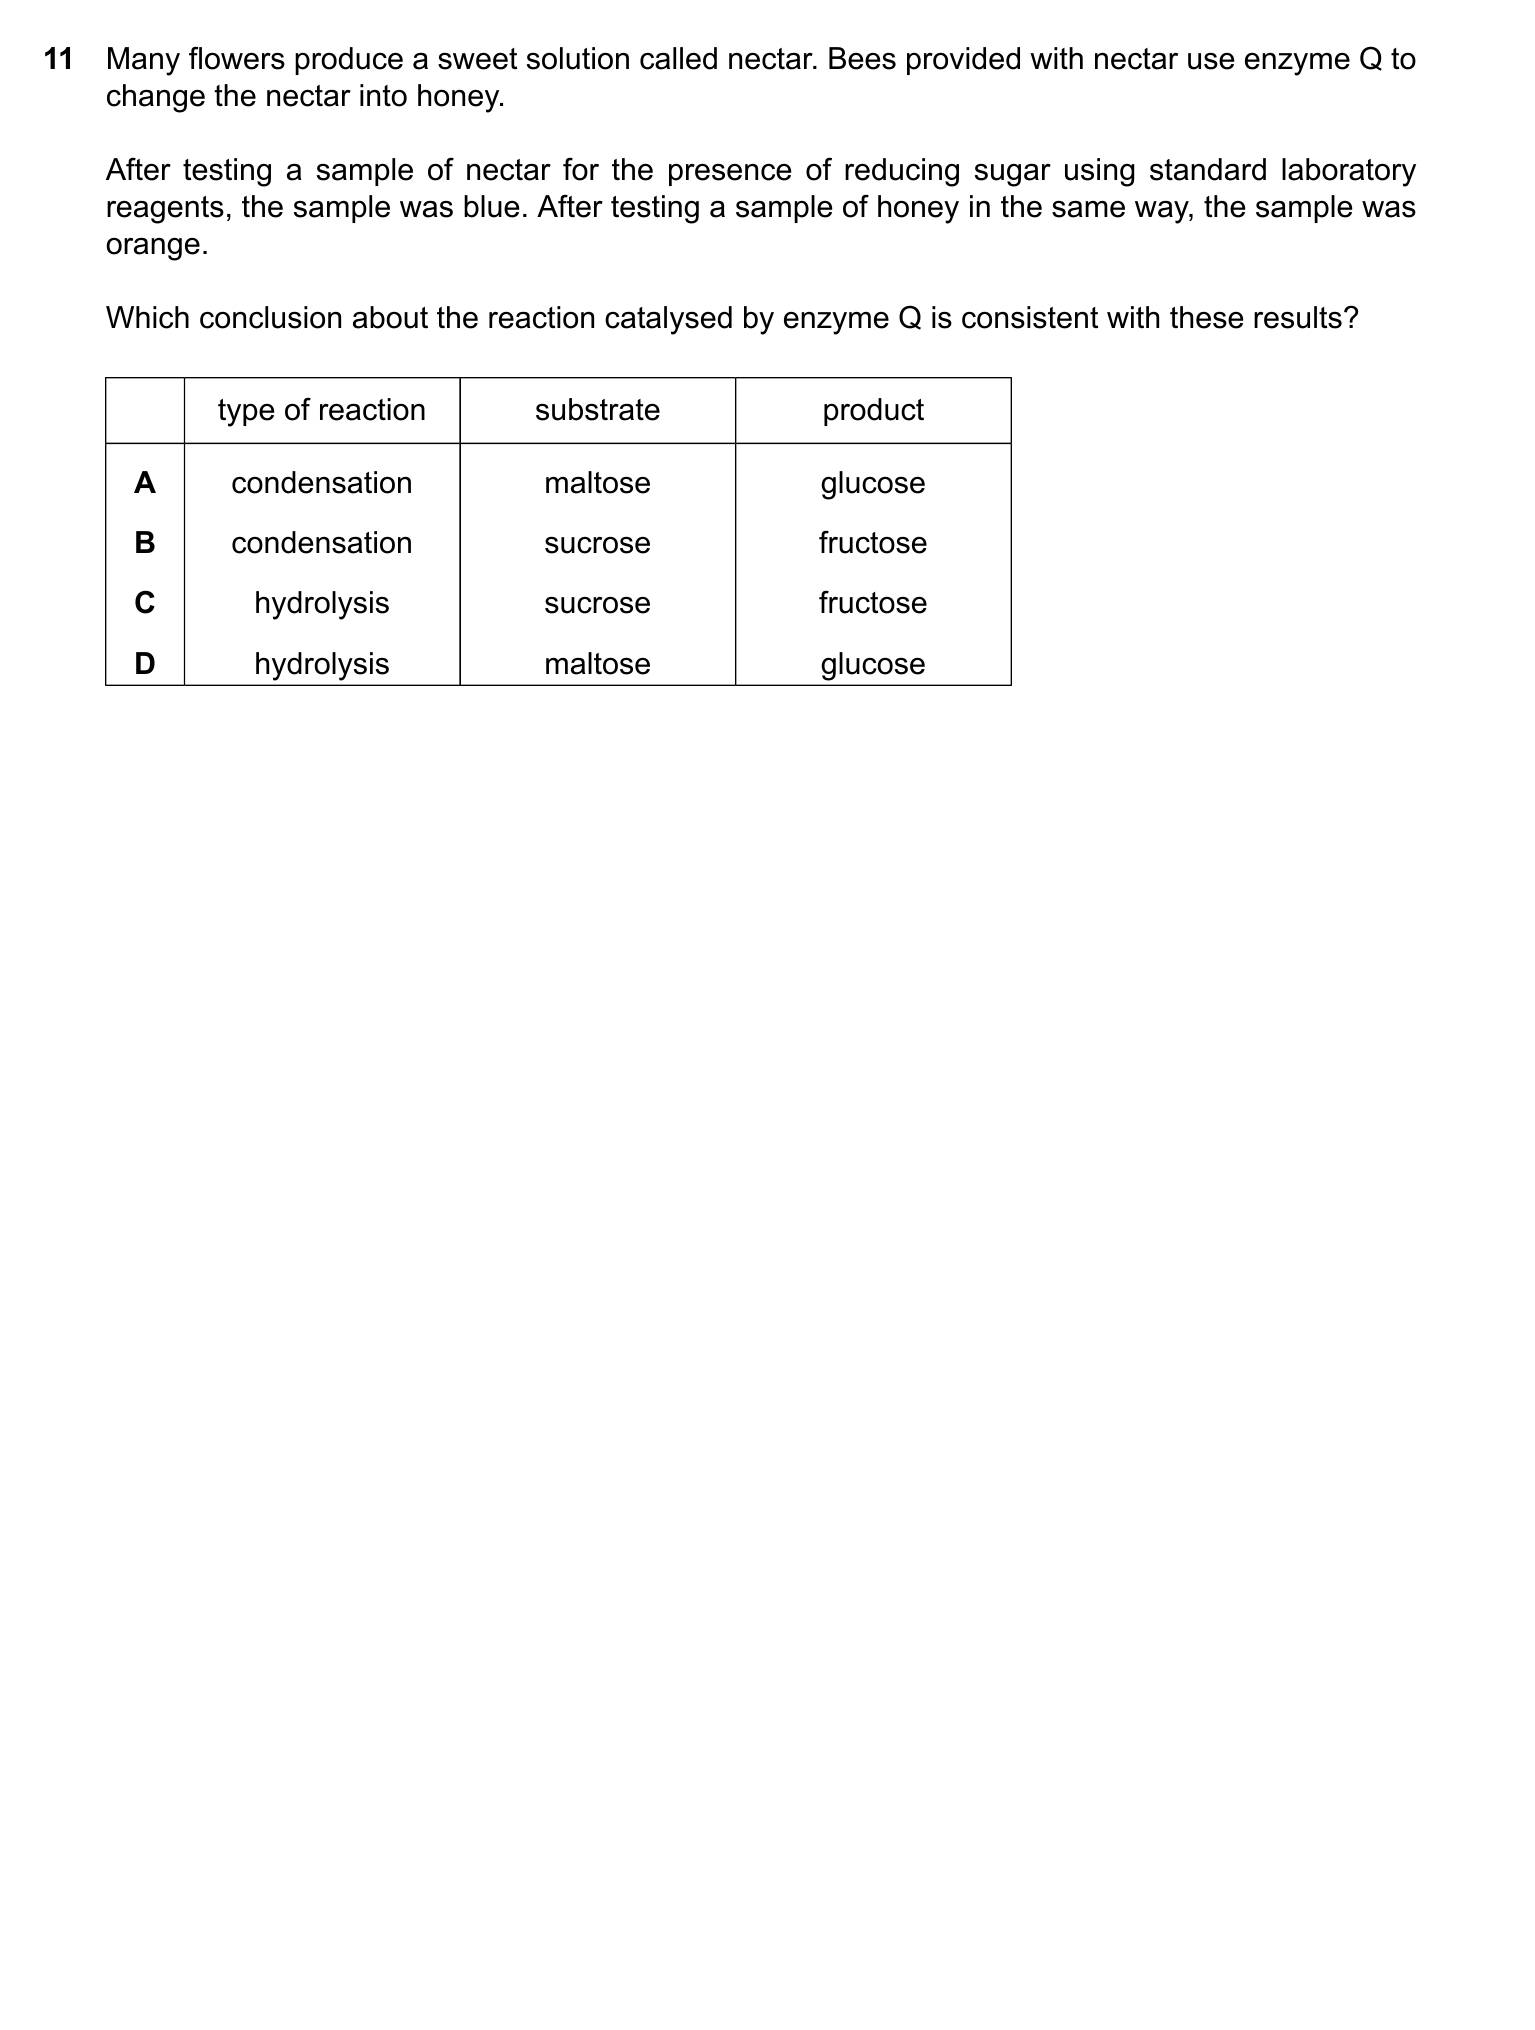 11 Many flowers produce a sweet solution called nectar. Bees provided with nectar use enzyme Q to
change the nectar into honey.
After testing a sample of nectar for the presence of reducing sugar using standard laboratory
reagents, the sample was blue. After testing a sample of honey in the same way, the sample was
orange.
Which conclusion about the reaction catalysed by enzyme Q is consistent with these results?
type of reaction substrate product
A condensation maltose glucose
B condensation sucrose fructose
C hydrolysis sucrose fructose
D hydrolysis maltose glucose